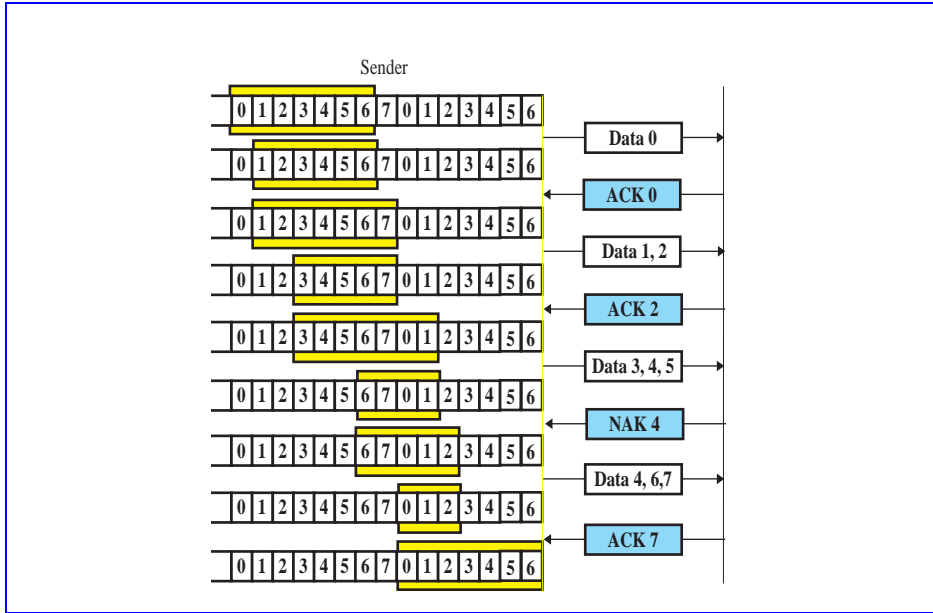 Sender
0 1 2 3 4 5 6 7 0 1 2 3 4 5 6
Data 0
0 1 2 3 4 5 6 7 0 1 2 3 4 5 6
ACK 0
0 1 2 3 4 5 6 7 0 1 2 3 4 5 6
Data 1, 2
0 1 2 3 4 5 6 7 0 1 2 3 4 5 6
ACK 2
0 1 2 3 4 5 6 7 0 1 2 3 4 5 6
Data 3, 4, 5
0 1 2 3 4 5 6 7 0 1 2 3 4 5 6
NAK 4
0 1 2 3 4 5 6 7 0 1 2 3 4 5 6
Data 4, 6,7
0 1 2 3 4 5 6 7 0 1 2 3 4 5 6
ACK 7
0 1 2 3 4 5 6 7 0 1 2 3 4 5 6